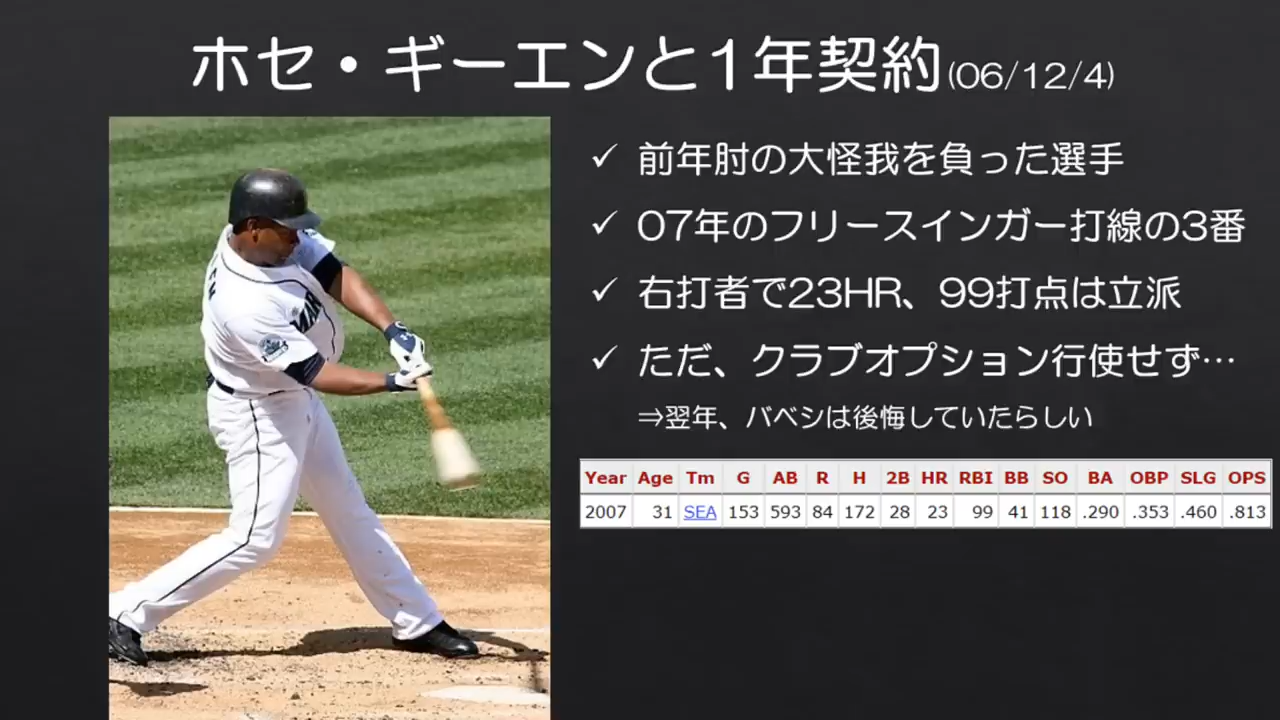 ホセ・ギーエンと1年契約(06/12/4)
✓ 前年肘の大怪我を負った選手
✓ 07年のフリースインガー打線の3番
✓ 右打者で23HR、99打点は立派
✓ ただ、クラブオプション行使せず…
⇒翌年、バベシは後悔していたらしい
Year Age Tm G AB R H 2B HR RBI BB SO BA OBP SLG OPS
2007 31 SEA 153 593 84 172 28 23 99 41 118 .290 .353 .460 .813